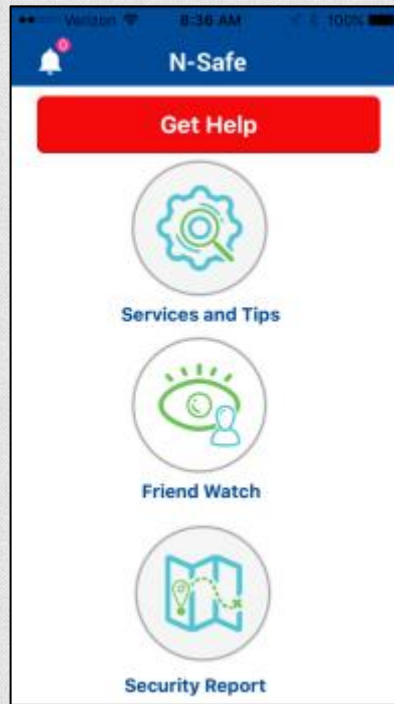 Verizon 8:36 AM 100%
0
N-Safe
Get Help
Services and Tips
Friend Watch
Security Report